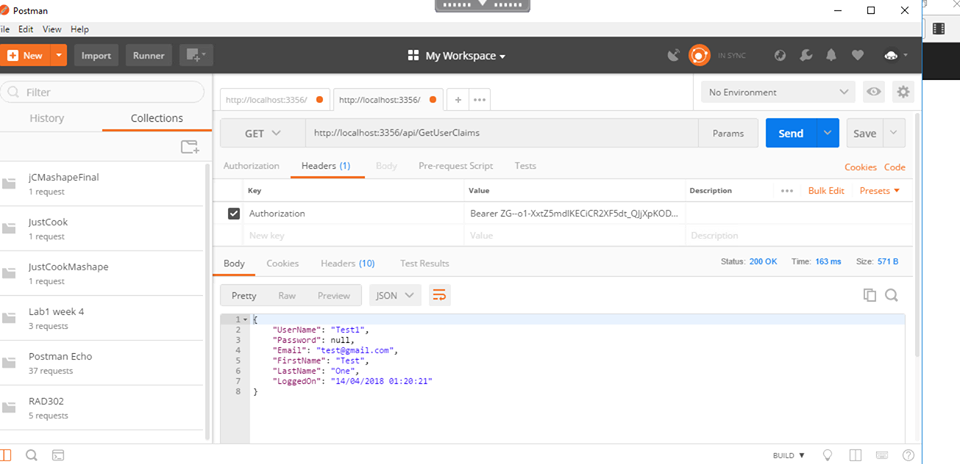 Postman
ile Edit View Help
New Import Runner My Workspace IN SYNC
Filter
History Collections
jCMashapeFinal
1 request
JustCook
1 request
JustCookMashape
1 request
Lab1 week 4
3 requests
Postman Echo
37 requests
RAD302
5 requests
http://localhost:3356/ http://localhost:3356/ + ••• No Environment
GET http://localhost:3356/api/GetUserClaims Params Send Save
Authorization Headers (1) Body Pre-request Script Tests Cookies Code
Key Value Description ••• Bulk Edit Presets
Authorization Bearer ZG--o1-XxtZ5mdIKECiCR2XF5dt_QJjXpKOD...
New key Value Description
Body Cookies Headers (10) Test Results Status: 200 OK Time: 163 ms Size: 571 B
Pretty Raw Preview JSON
1 {
2 "UserName": "Test1",
3 "Password": null,
4 "Email": "test@gmail.com",
5 "FirstName": "Test",
6 "LastName": "One",
7 "LoggedOn": "14/04/2018 01:20:21"
8 }
BUILD